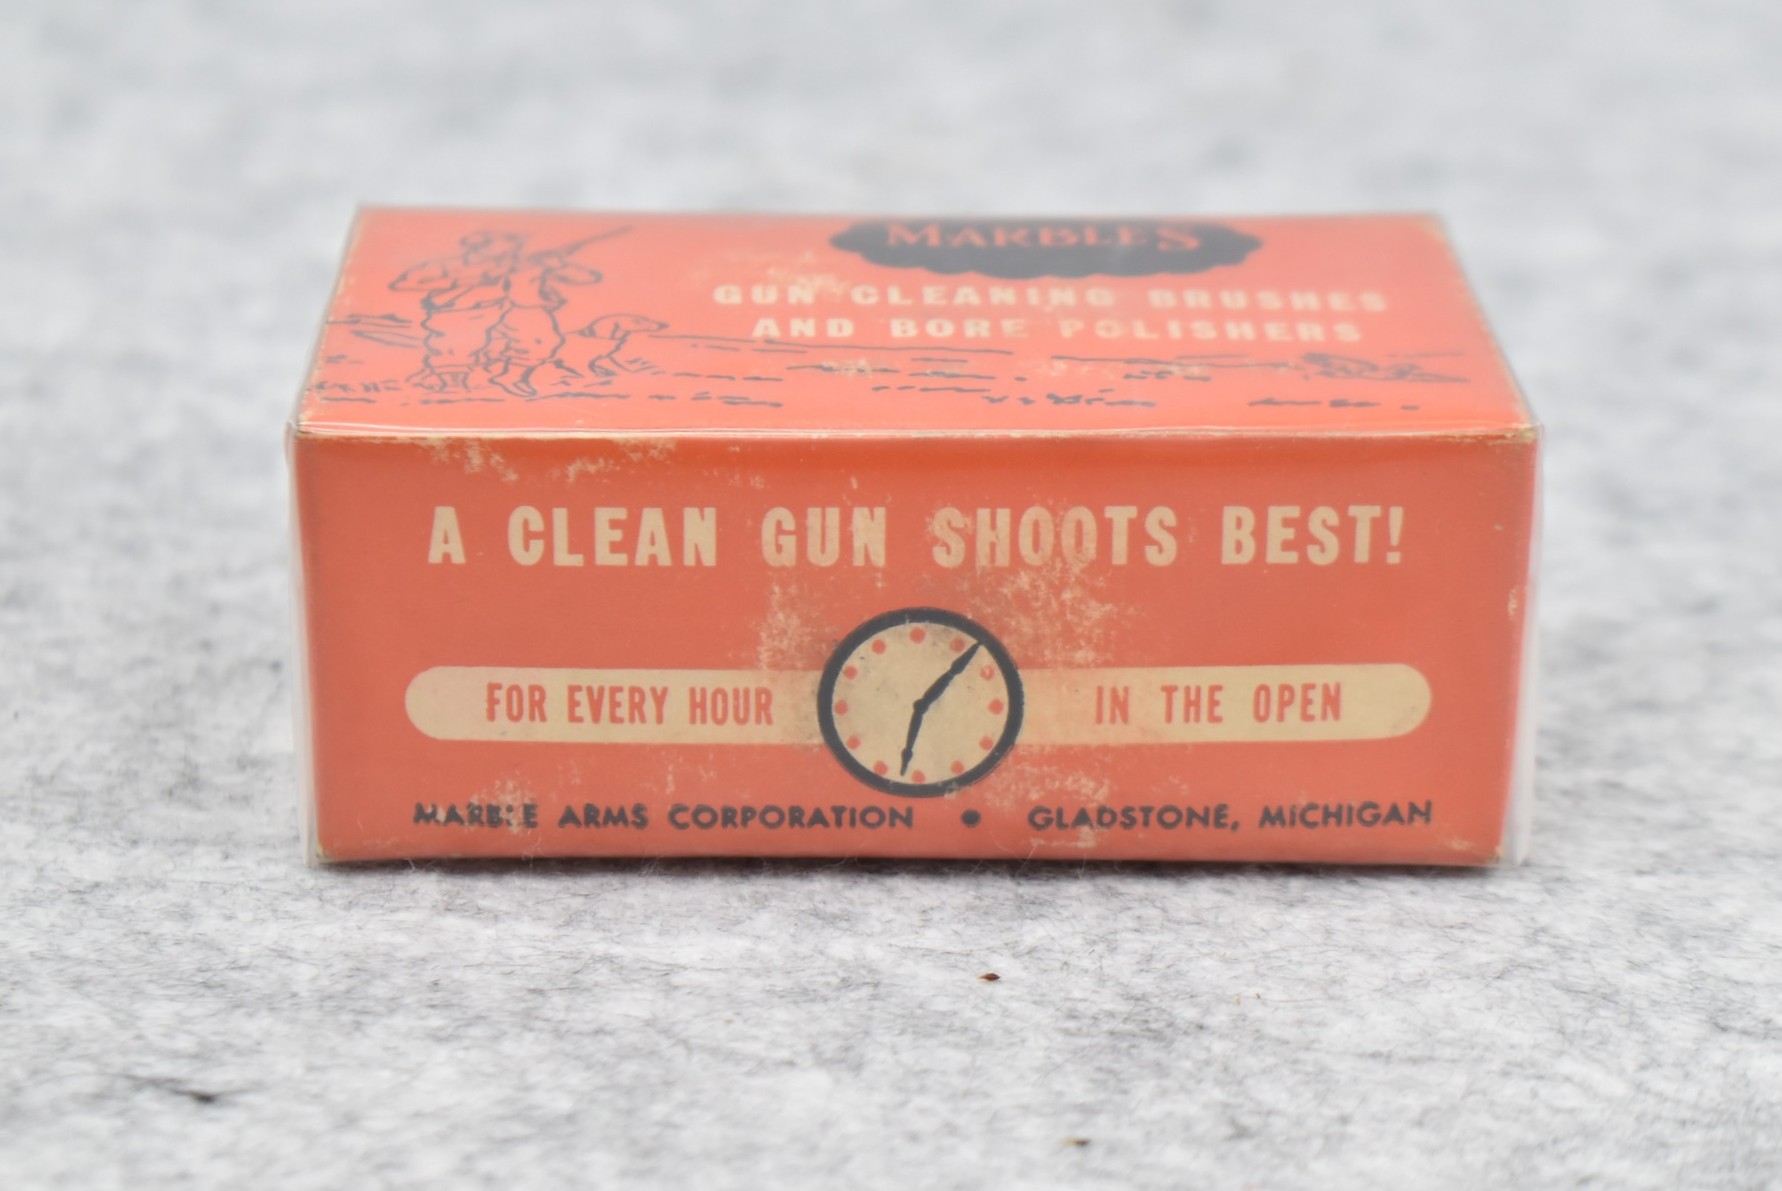 MARBLE'S
GUN CLEANING BRUSHES
AND BORE POLISHERS
A CLEAN GUN SHOOTS BEST!
FOR EVERY HOUR IN THE OPEN
MARBLE ARMS CORPORATION • GLADSTONE, MICHIGAN